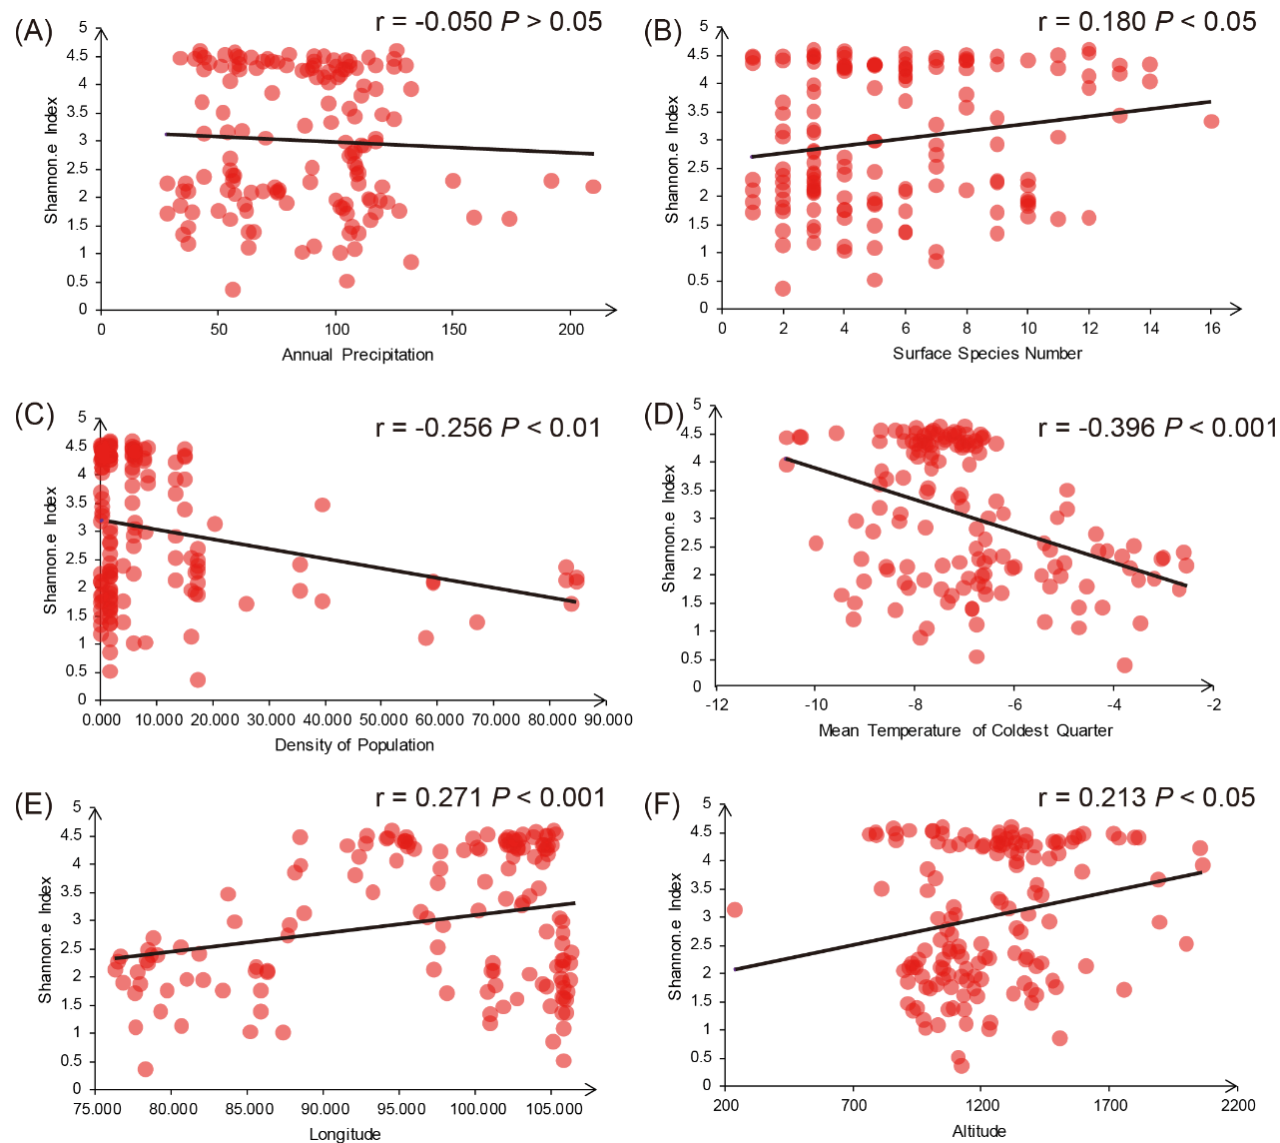 (A)
r = -0.050 P > 0.05
5
4.5
4
3.5
3
2.5
2
1.5
1
0.5
0
Shannon.e Index
0 50 100 150 200
Annual Precipitation
(B)
r = 0.180 P < 0.05
5
4.5
4
3.5
3
2.5
2
1.5
1
0.5
0
Shannon.e Index
0 2 4 6 8 10 12 14 16
Surface Species Number
(C)
r = -0.256 P < 0.01
5
4.5
4
3.5
3
2.5
2
1.5
1
0.5
0
Shannon.e Index
0.000 10.000 20.000 30.000 40.000 50.000 60.000 70.000 80.000 90.000
Density of Population
(D)
r = -0.396 P < 0.001
5
4.5
4
3.5
3
2.5
2
1.5
1
0.5
0
Shannon.e Index
-12 -10 -8 -6 -4 -2
Mean Temperature of Coldest Quarter
(E)
r = 0.271 P < 0.001
5
4.5
4
3.5
3
2.5
2
1.5
1
0.5
0
Shannon.e Index
75.000 80.000 85.000 90.000 95.000 100.000 105.000
Longitude
(F)
r = 0.213 P < 0.05
5
4.5
4
3.5
3
2.5
2
1.5
1
0.5
0
Shannon.e Index
200 700 1200 1700 2200
Altitude